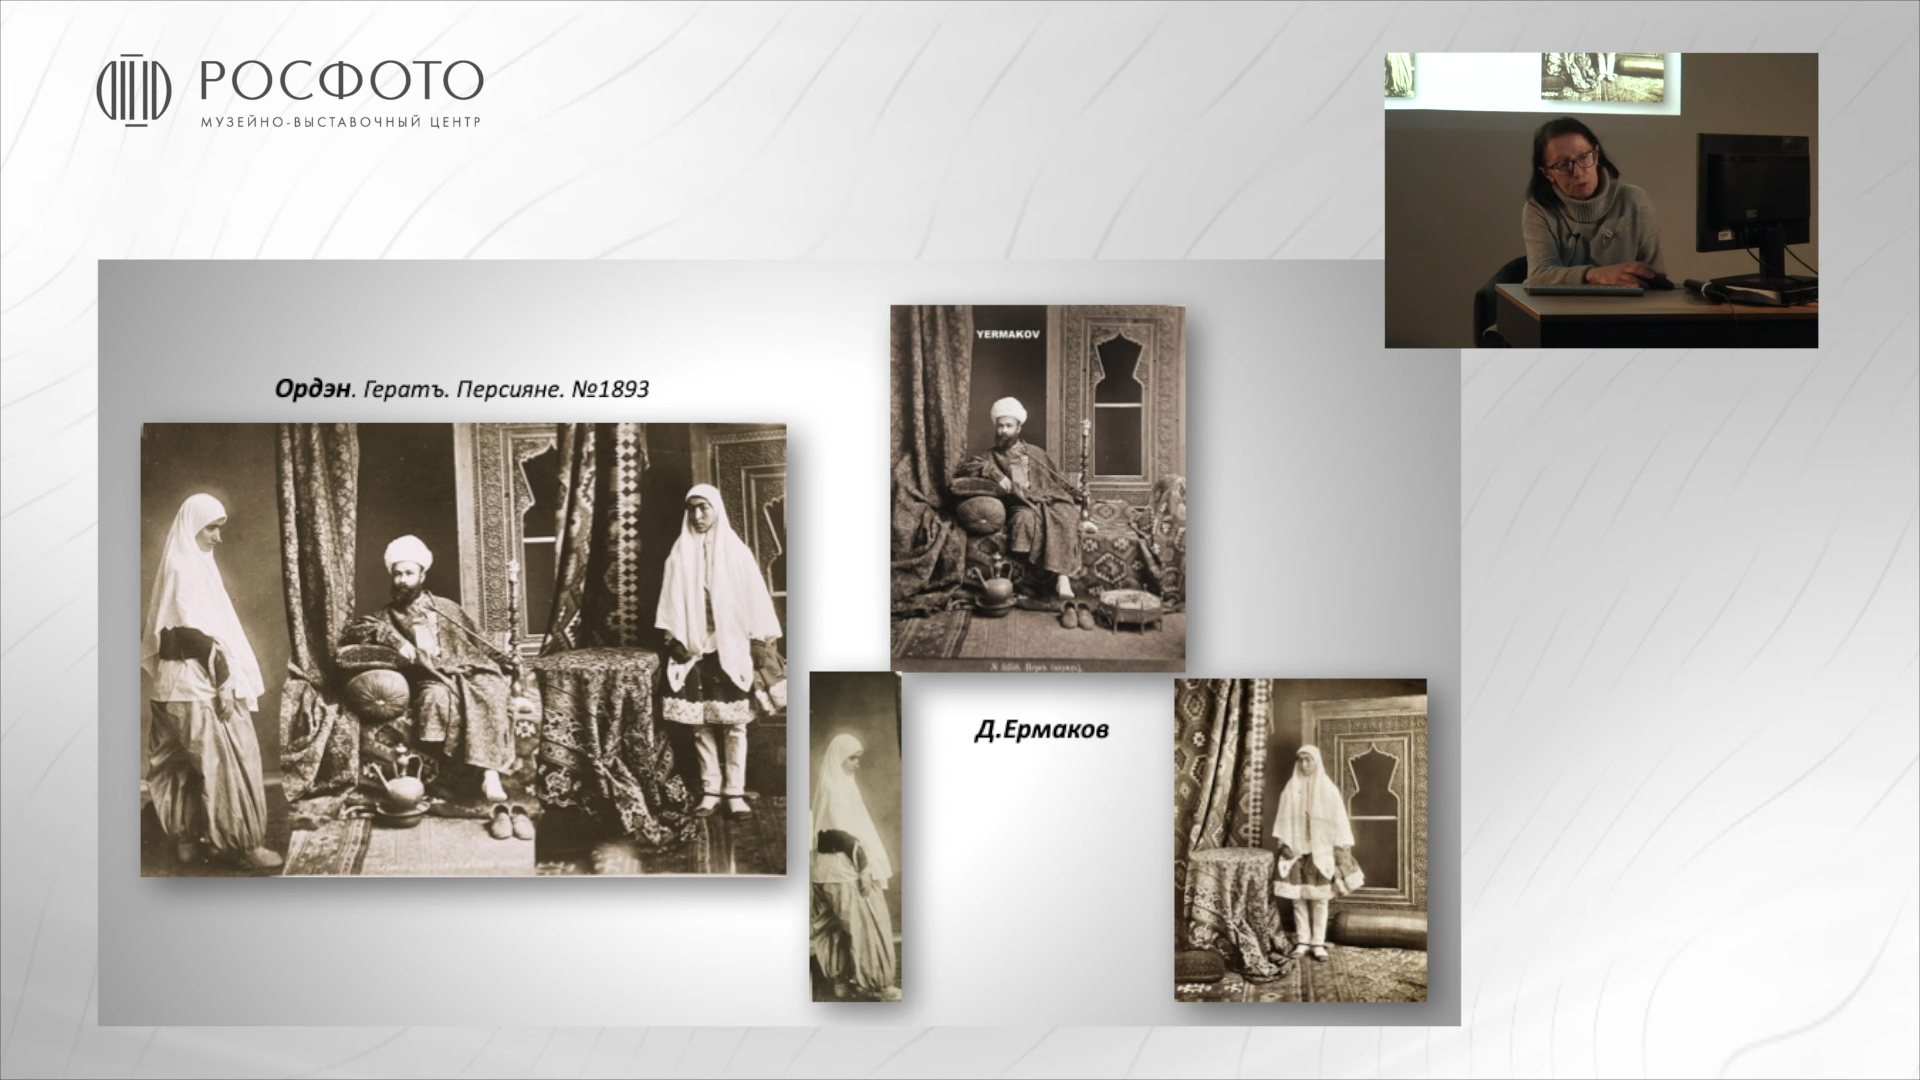 РОСФОТО
МУЗЕЙНО-ВЫСТАВОЧНЫЙ ЦЕНТР
Ордэн. Гератъ. Персияне. №1893
YERMAKOV
Д.Ермаков